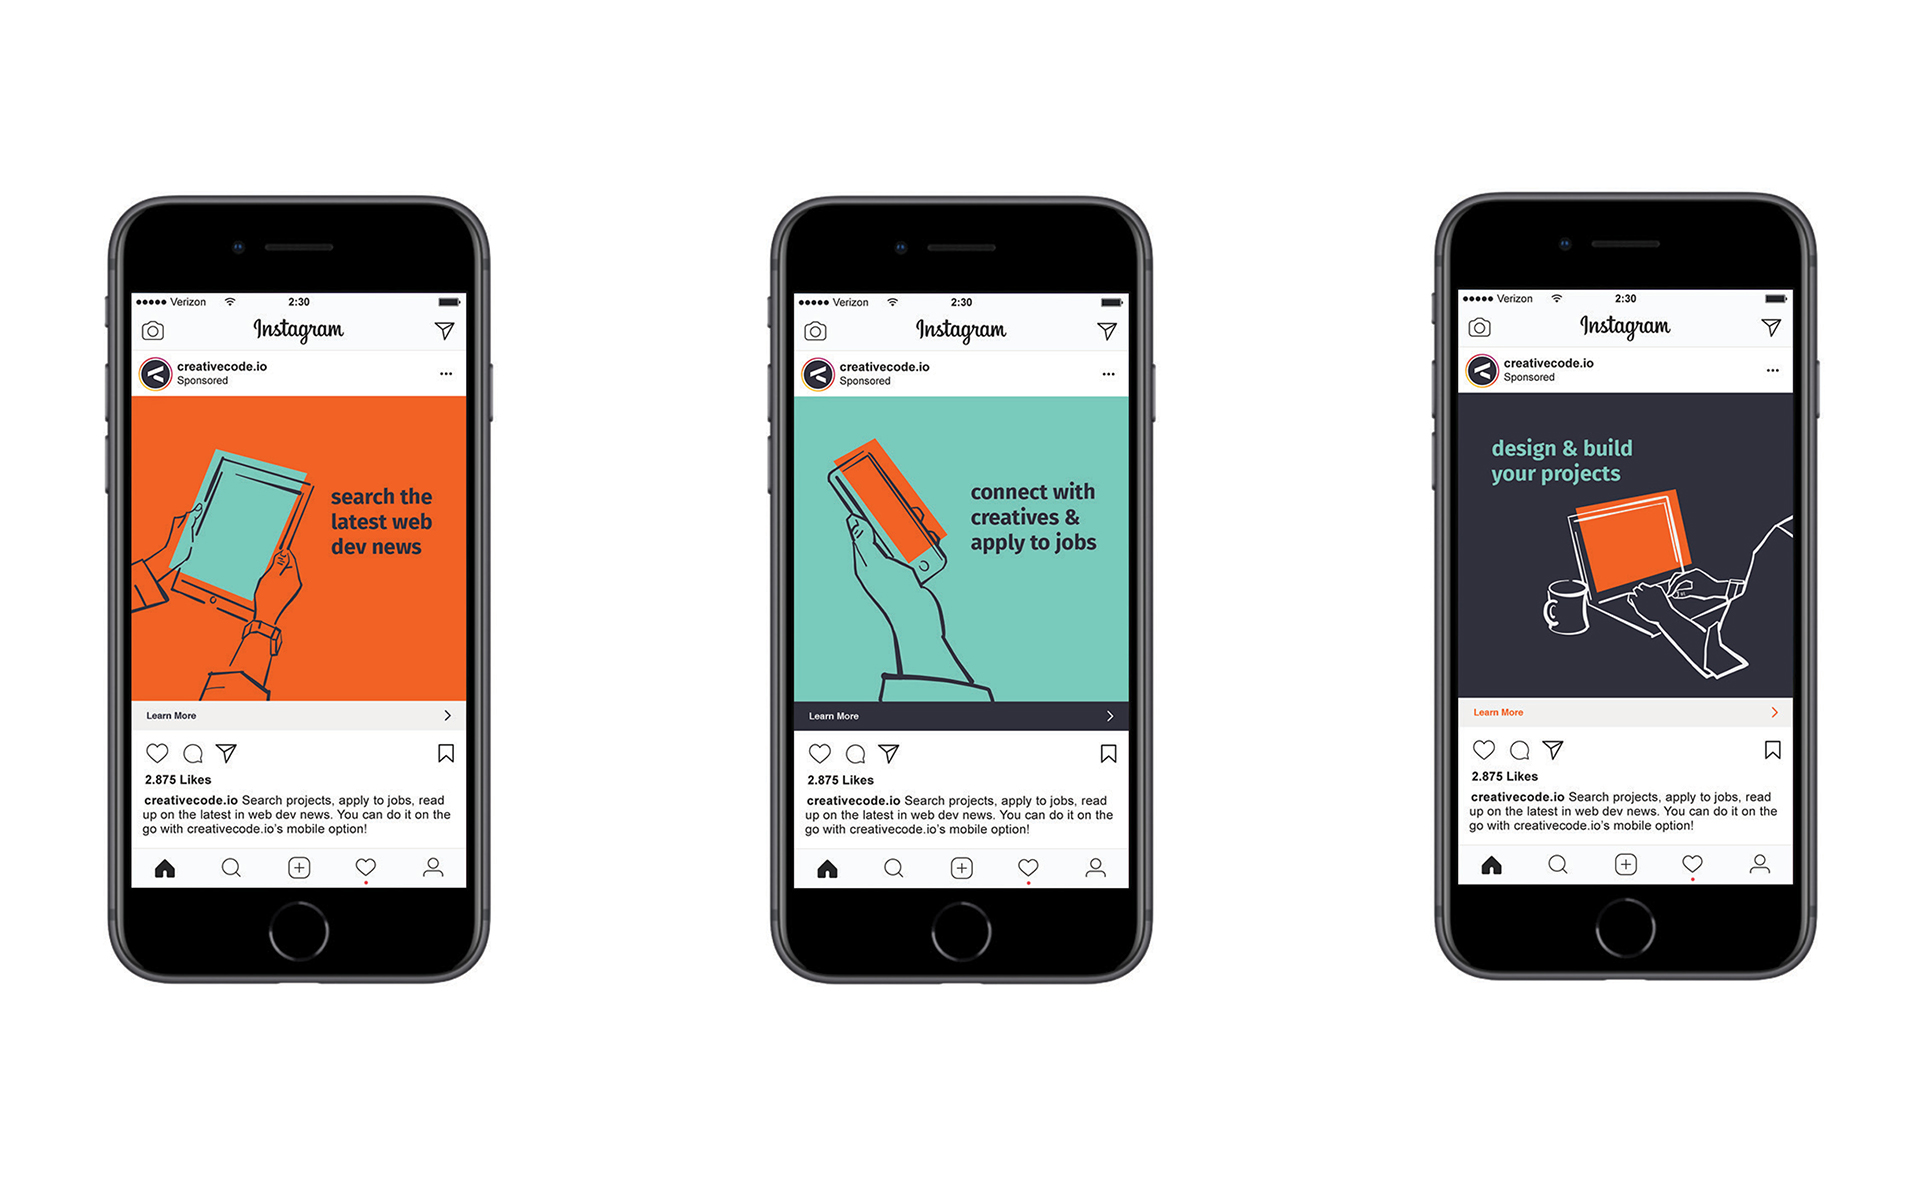 Verizon 2:30
Instagram
creativecode.io
Sponsored
search the
latest web
dev news
Learn More
2.875 Likes
creativecode.io Search projects, apply to jobs, read
up on the latest in web dev news. You can do it on the
go with creativecode.io’s mobile option!
Verizon 2:30
Instagram
creativecode.io
Sponsored
connect with
creatives &
apply to jobs
Learn More
2.875 Likes
creativecode.io Search projects, apply to jobs, read
up on the latest in web dev news. You can do it on the
go with creativecode.io’s mobile option!
Verizon 2:30
Instagram
creativecode.io
Sponsored
design & build
your projects
Learn More
2.875 Likes
creativecode.io Search projects, apply to jobs, read
up on the latest in web dev news. You can do it on the
go with creativecode.io’s mobile option!